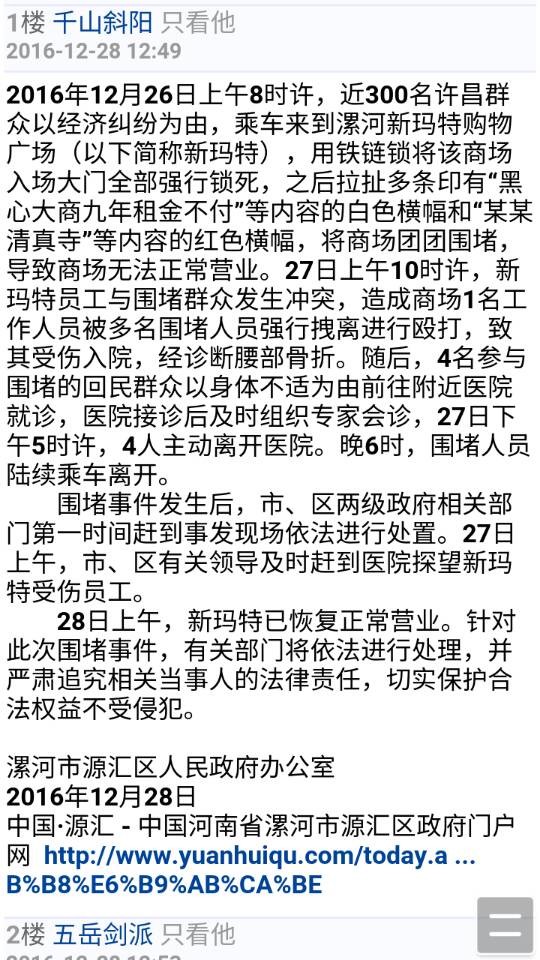 1楼 千山斜阳 只看他
2016-12-28 12:49
2016年12月26日上午8时许，近300名许昌群
众以经济纠纷为由，乘车来到漯河新玛特购物
广场（以下简称新玛特），用铁链锁将该商场
入场大门全部强行锁死，之后拉扯多条印有“黑
心大商九年租金不付”等内容的白色横幅和“某某
清真寺”等内容的红色横幅，将商场团团围堵，
导致商场无法正常营业。27日上午10时许，新
玛特员工与围堵群众发生冲突，造成商场1名工
作人员被多名围堵人员强行拽离进行殴打，致
其受伤入院，经诊断腰部骨折。随后，4名参与
围堵的回民群众以身体不适为由前往附近医院
就诊，医院接诊后及时组织专家会诊，27日下
午5时许，4人主动离开医院。晚6时，围堵人员
陆续乘车离开。
围堵事件发生后，市、区两级政府相关部
门第一时间赶到事发现场依法进行处置。27日
上午，市、区有关领导及时赶到医院探望新玛
特受伤员工。
28日上午，新玛特已恢复正常营业。针对
此次围堵事件，有关部门将依法进行处理，并
严肃追究相关当事人的法律责任，切实保护合
法权益不受侵犯。
漯河市源汇区人民政府办公室
2016年12月28日
中国·源汇 - 中国河南省漯河市源汇区政府门户
网 http://www.yuanhuiqu.com/today.a ...
B%B8%E6%B9%AB%CA%BE
2楼 五岳剑派 只看他